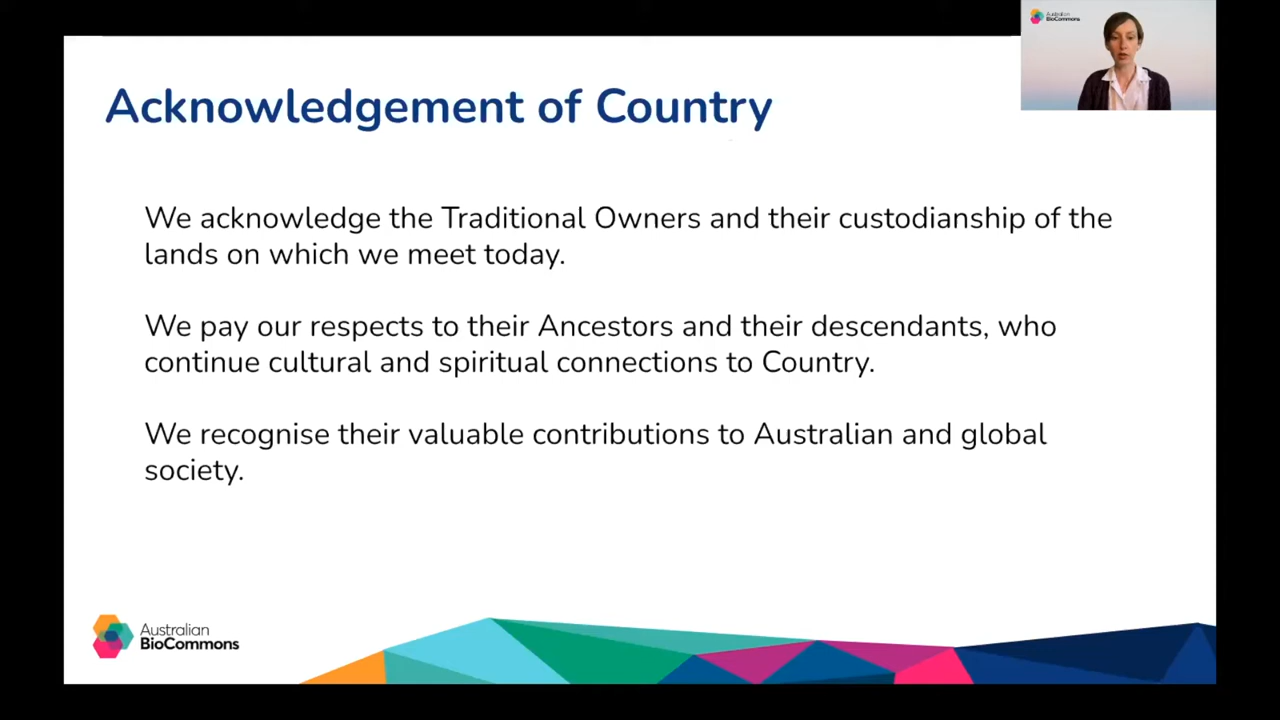 Australian
BioCommons
Acknowledgement of Country
We acknowledge the Traditional Owners and their custodianship of the
lands on which we meet today.
We pay our respects to their Ancestors and their descendants, who
continue cultural and spiritual connections to Country.
We recognise their valuable contributions to Australian and global
society.
Australian
BioCommons